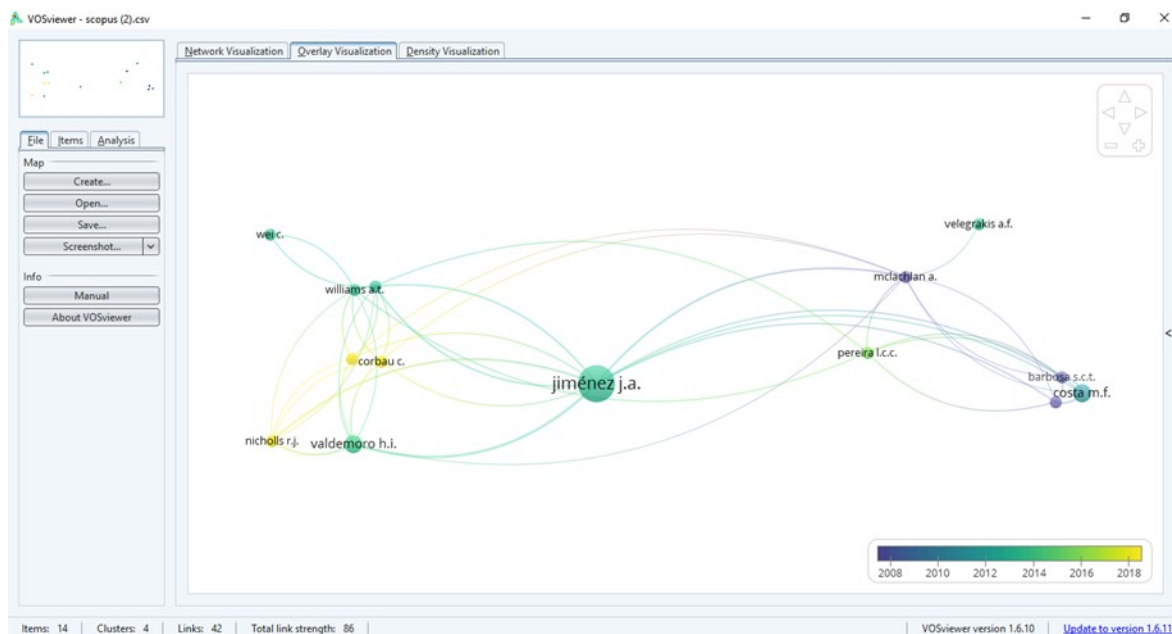 VOSviewer - scopus (2).csv
Network Visualization Overlay Visualization Density Visualization
File Items Analysis
Map
Create...
Open...
Save...
Screenshot...
Info
Manual
About VOSviewer
wei c.
velegrakis a.f.
williams a.t.
mclachlan a.
corbau c.
pereira l.c.c.
jiménez j.a.
barbosa s.c.t.
costa m.f.
nicholls r.j.
valdemoro h.i.
2008 2010 2012 2014 2016 2018
Items: 14 Clusters: 4 Links: 42 Total link strength: 86 VOSviewer version 1.6.10 Update to version 1.6.11